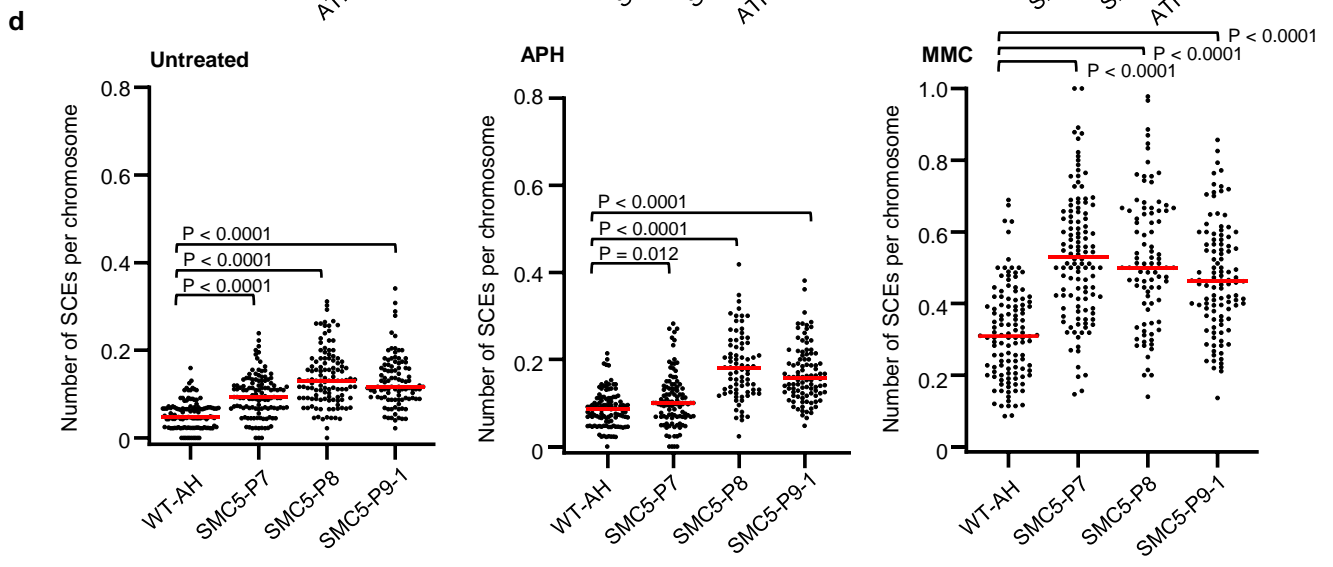 d
Untreated
Number of SCEs per chromosome
0.8
0.6
0.4
0.2
0
P < 0.0001
P < 0.0001
P < 0.0001
WT-AH
SMC5-P7
SMC5-P8
SMC5-P9-1
APH
Number of SCEs per chromosome
0.8
0.6
0.4
0.2
0
P < 0.0001
P < 0.0001
P = 0.012
WT-AH
SMC5-P7
SMC5-P8
SMC5-P9-1
MMC
Number of SCEs per chromosome
1.0
0.8
0.6
0.4
0.2
0
P < 0.0001
P < 0.0001
P < 0.0001
WT-AH
SMC5-P7
SMC5-P8
SMC5-P9-1